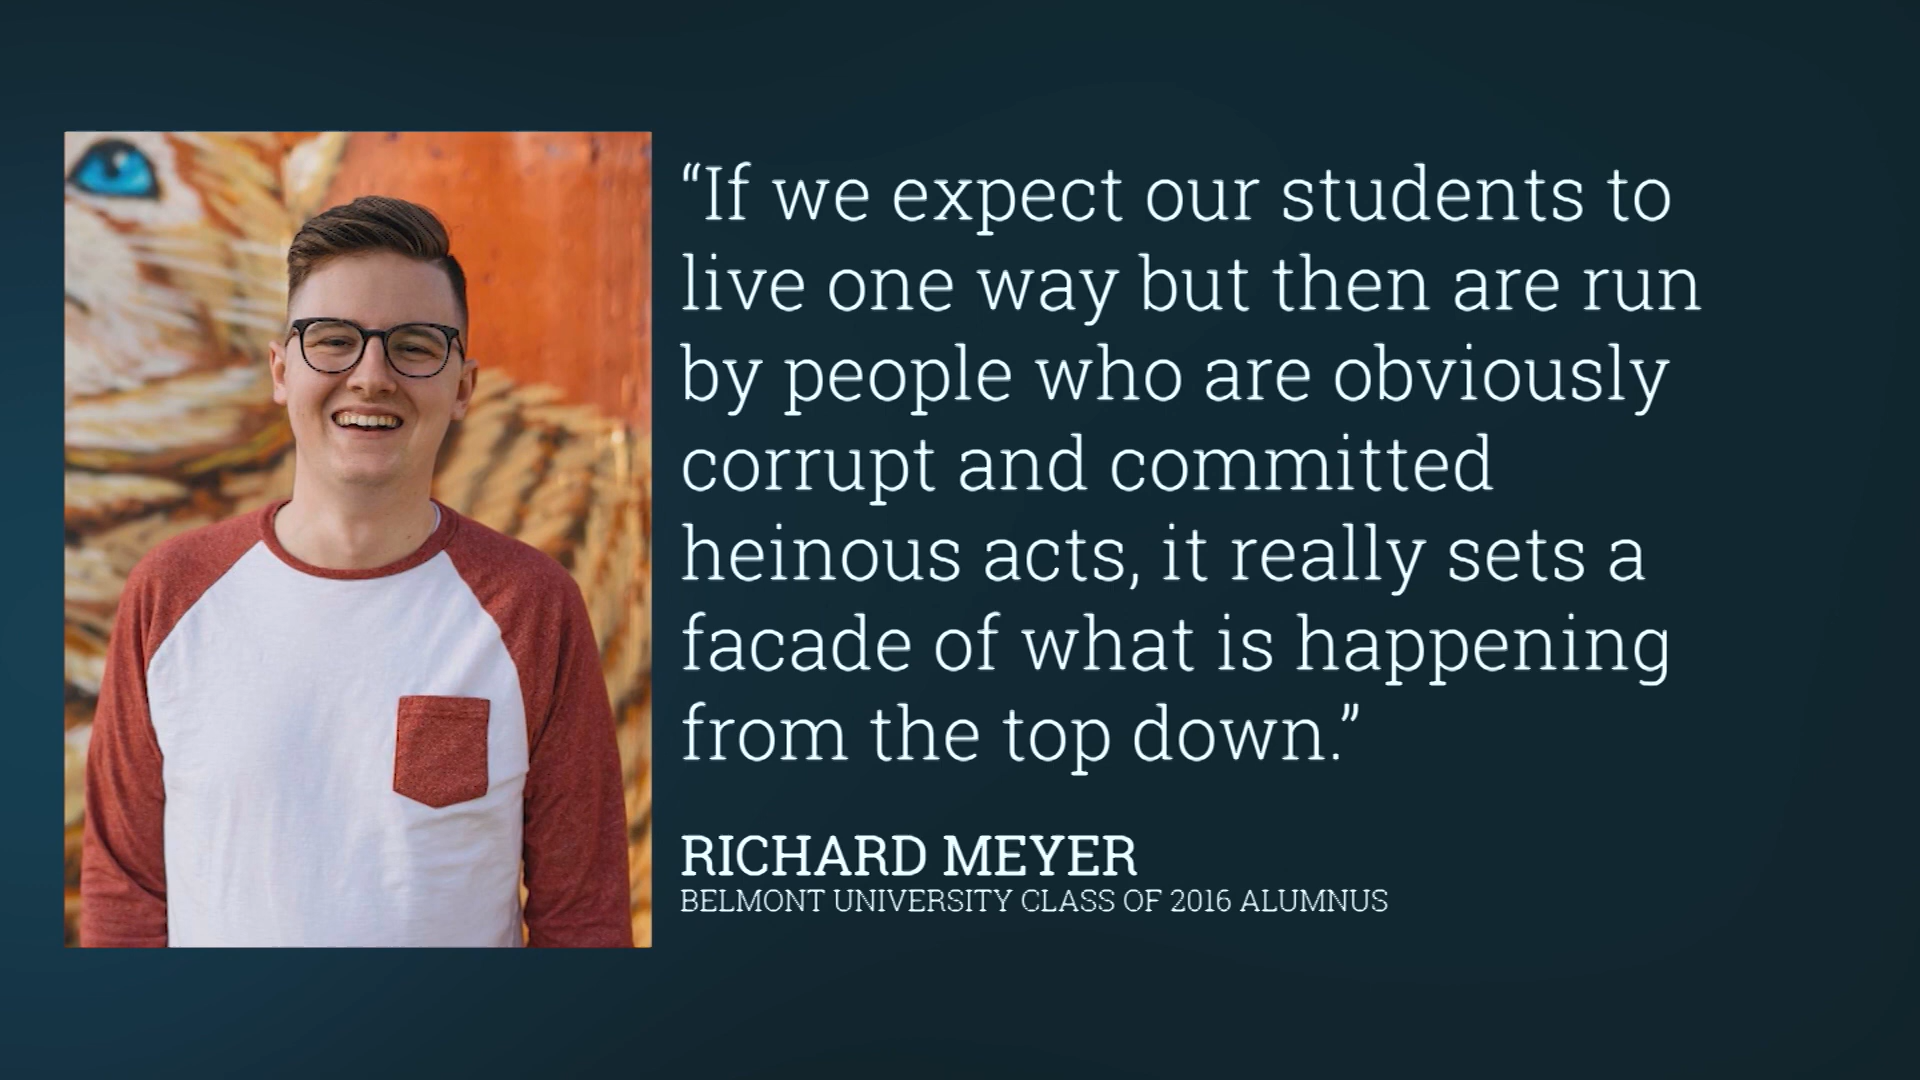 “If we expect our students to
live one way but then are run
by people who are obviously
corrupt and committed
heinous acts, it really sets a
facade of what is happening
from the top down.”
RICHARD MEYER
BELMONT UNIVERSITY CLASS OF 2016 ALUMNUS